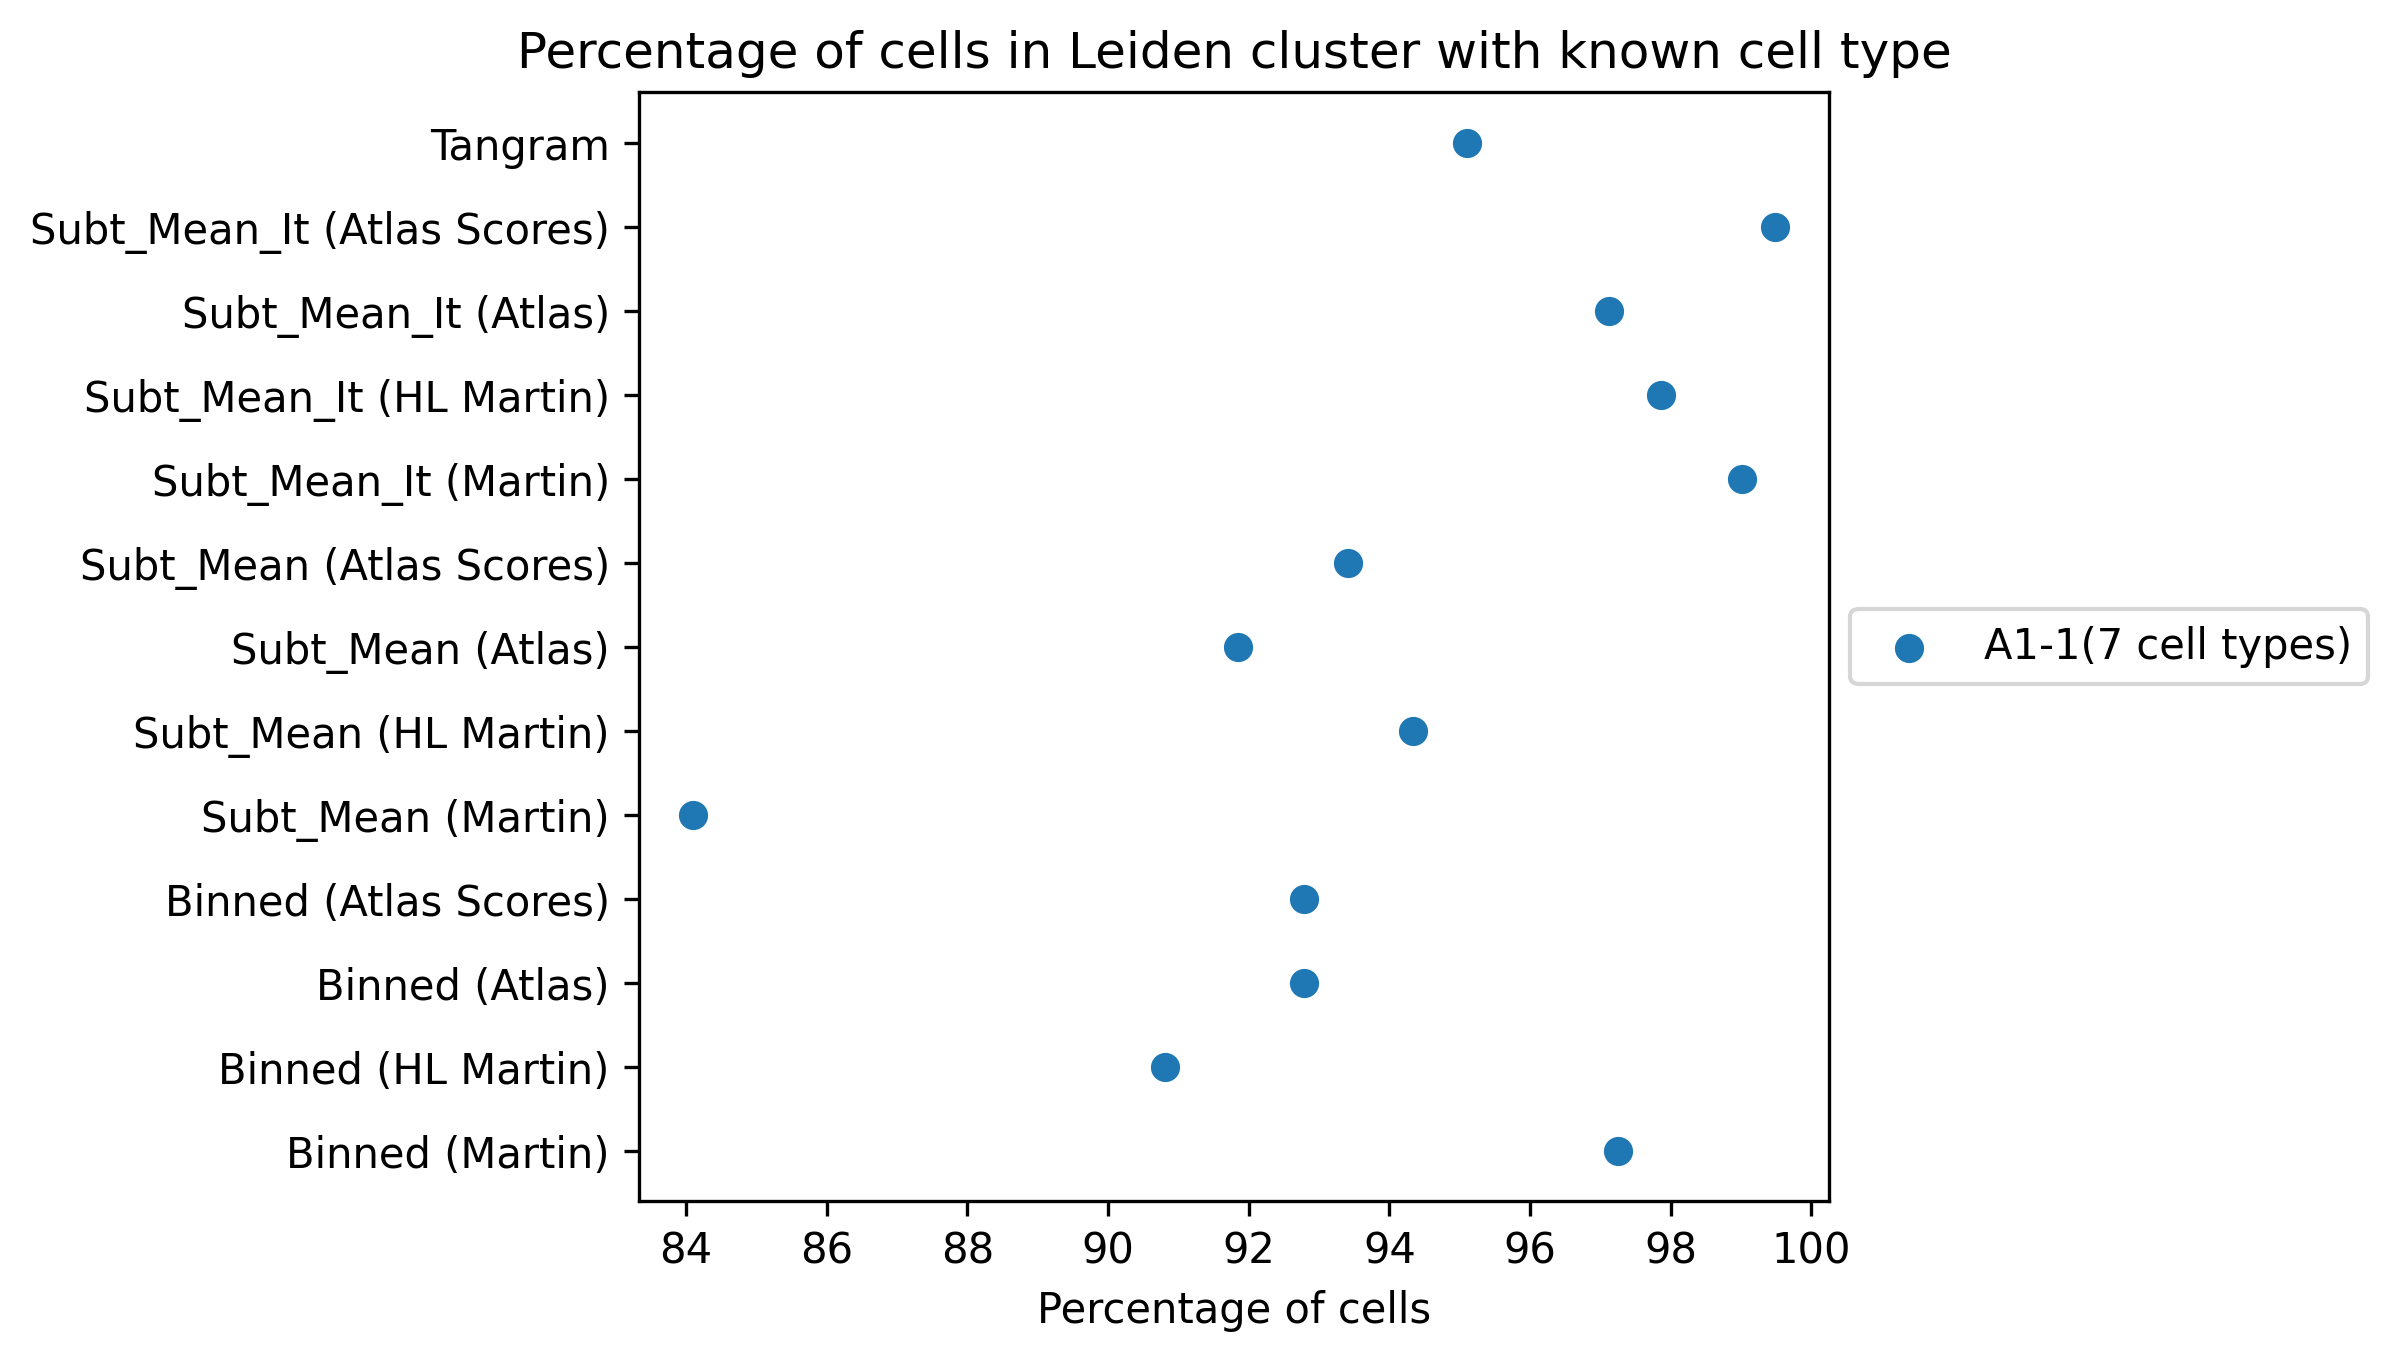 Percentage of cells in Leiden cluster with known cell type
Tangram
Subt_Mean_It (Atlas Scores)
Subt_Mean_It (Atlas)
Subt_Mean_It (HL Martin)
Subt_Mean_It (Martin)
Subt_Mean (Atlas Scores)
Subt_Mean (Atlas)
Subt_Mean (HL Martin)
Subt_Mean (Martin)
Binned (Atlas Scores)
Binned (Atlas)
Binned (HL Martin)
Binned (Martin)
A1-1(7 cell types)
84 86 88 90 92 94 96 98 100
Percentage of cells